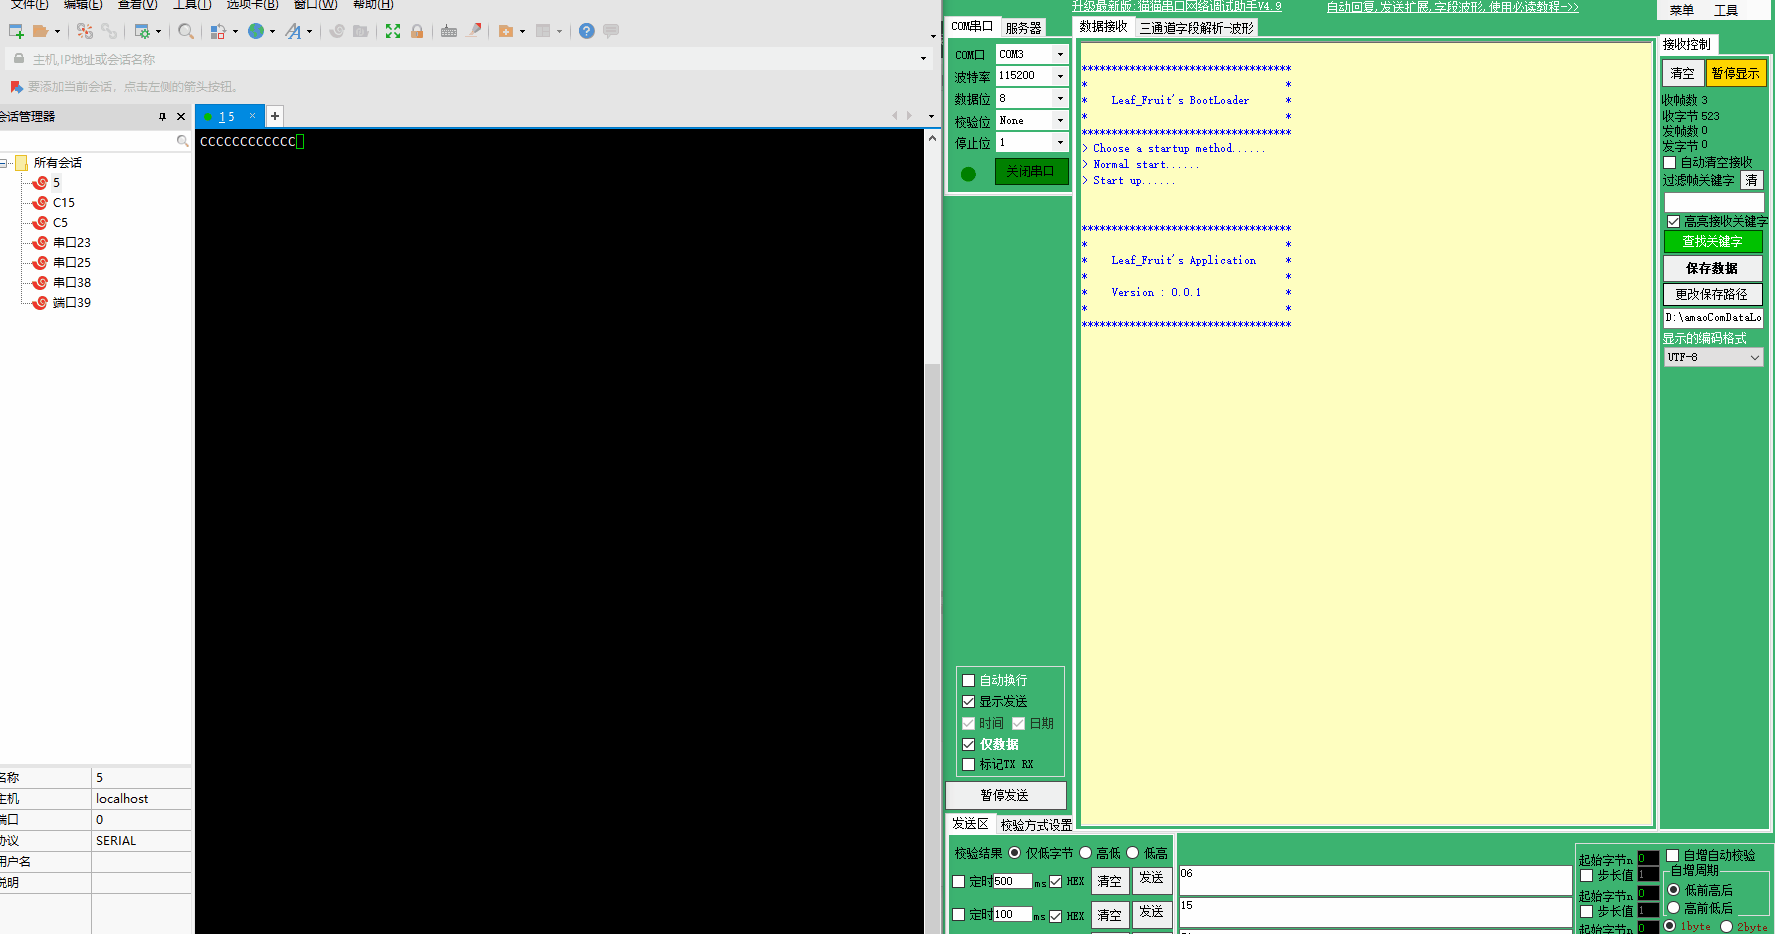 文件(F) 编辑(E) 查看(V) 工具(T) 选项卡(B) 窗口(W) 帮助(H)
主机,IP地址或会话名称
要添加当前会话，点击左侧的箭头按钮。
会话管理器
1 5
+
CCCCCCCCCCCC
所有会话
5
C15
C5
串口23
串口25
串口38
端口39
名称 5
主机 localhost
端口 0
协议 SERIAL
用户名
说明
升级最新版:猫猫串口网络调试助手V4.9
自动回复,发送扩展,字段波形,使用必读教程->>
菜单 工具
COM串口 服务器
数据接收 三通道字段解析-波形
COM口 COM3
波特率 115200
数据位 8
校验位 None
停止位 1
关闭串口
***********************************
* *
* Leaf_Fruit's BootLoader *
* *
***********************************
> Choose a startup method......
> Normal start......
> Start up......
***********************************
* *
* Leaf_Fruit's Application *
* *
* Version : 0.0.1 *
* *
***********************************
接收控制
清空 暂停显示
收帧数 3
收字节 523
发帧数 0
发字节 0
自动清空接收
过滤帧关键字 清
高亮接收关键字
查找关键字
保存数据
更改保存路径
D:\amaoComDataLo
显示的编码格式
UTF-8
自动换行
显示发送
时间 日期
仅数据
标记TX RX
暂停发送
发送区 校验方式设置
校验结果 仅低字节 高低 低高
定时 500 ms HEX 清空 发送 06
定时 100 ms HEX 清空 发送 15
起始字节n 0 自增自动校验
步长值 1 自增周期
起始字节n 0 低前高后
步长值 1 高前低后
起始字节n 0 1byte 2byte